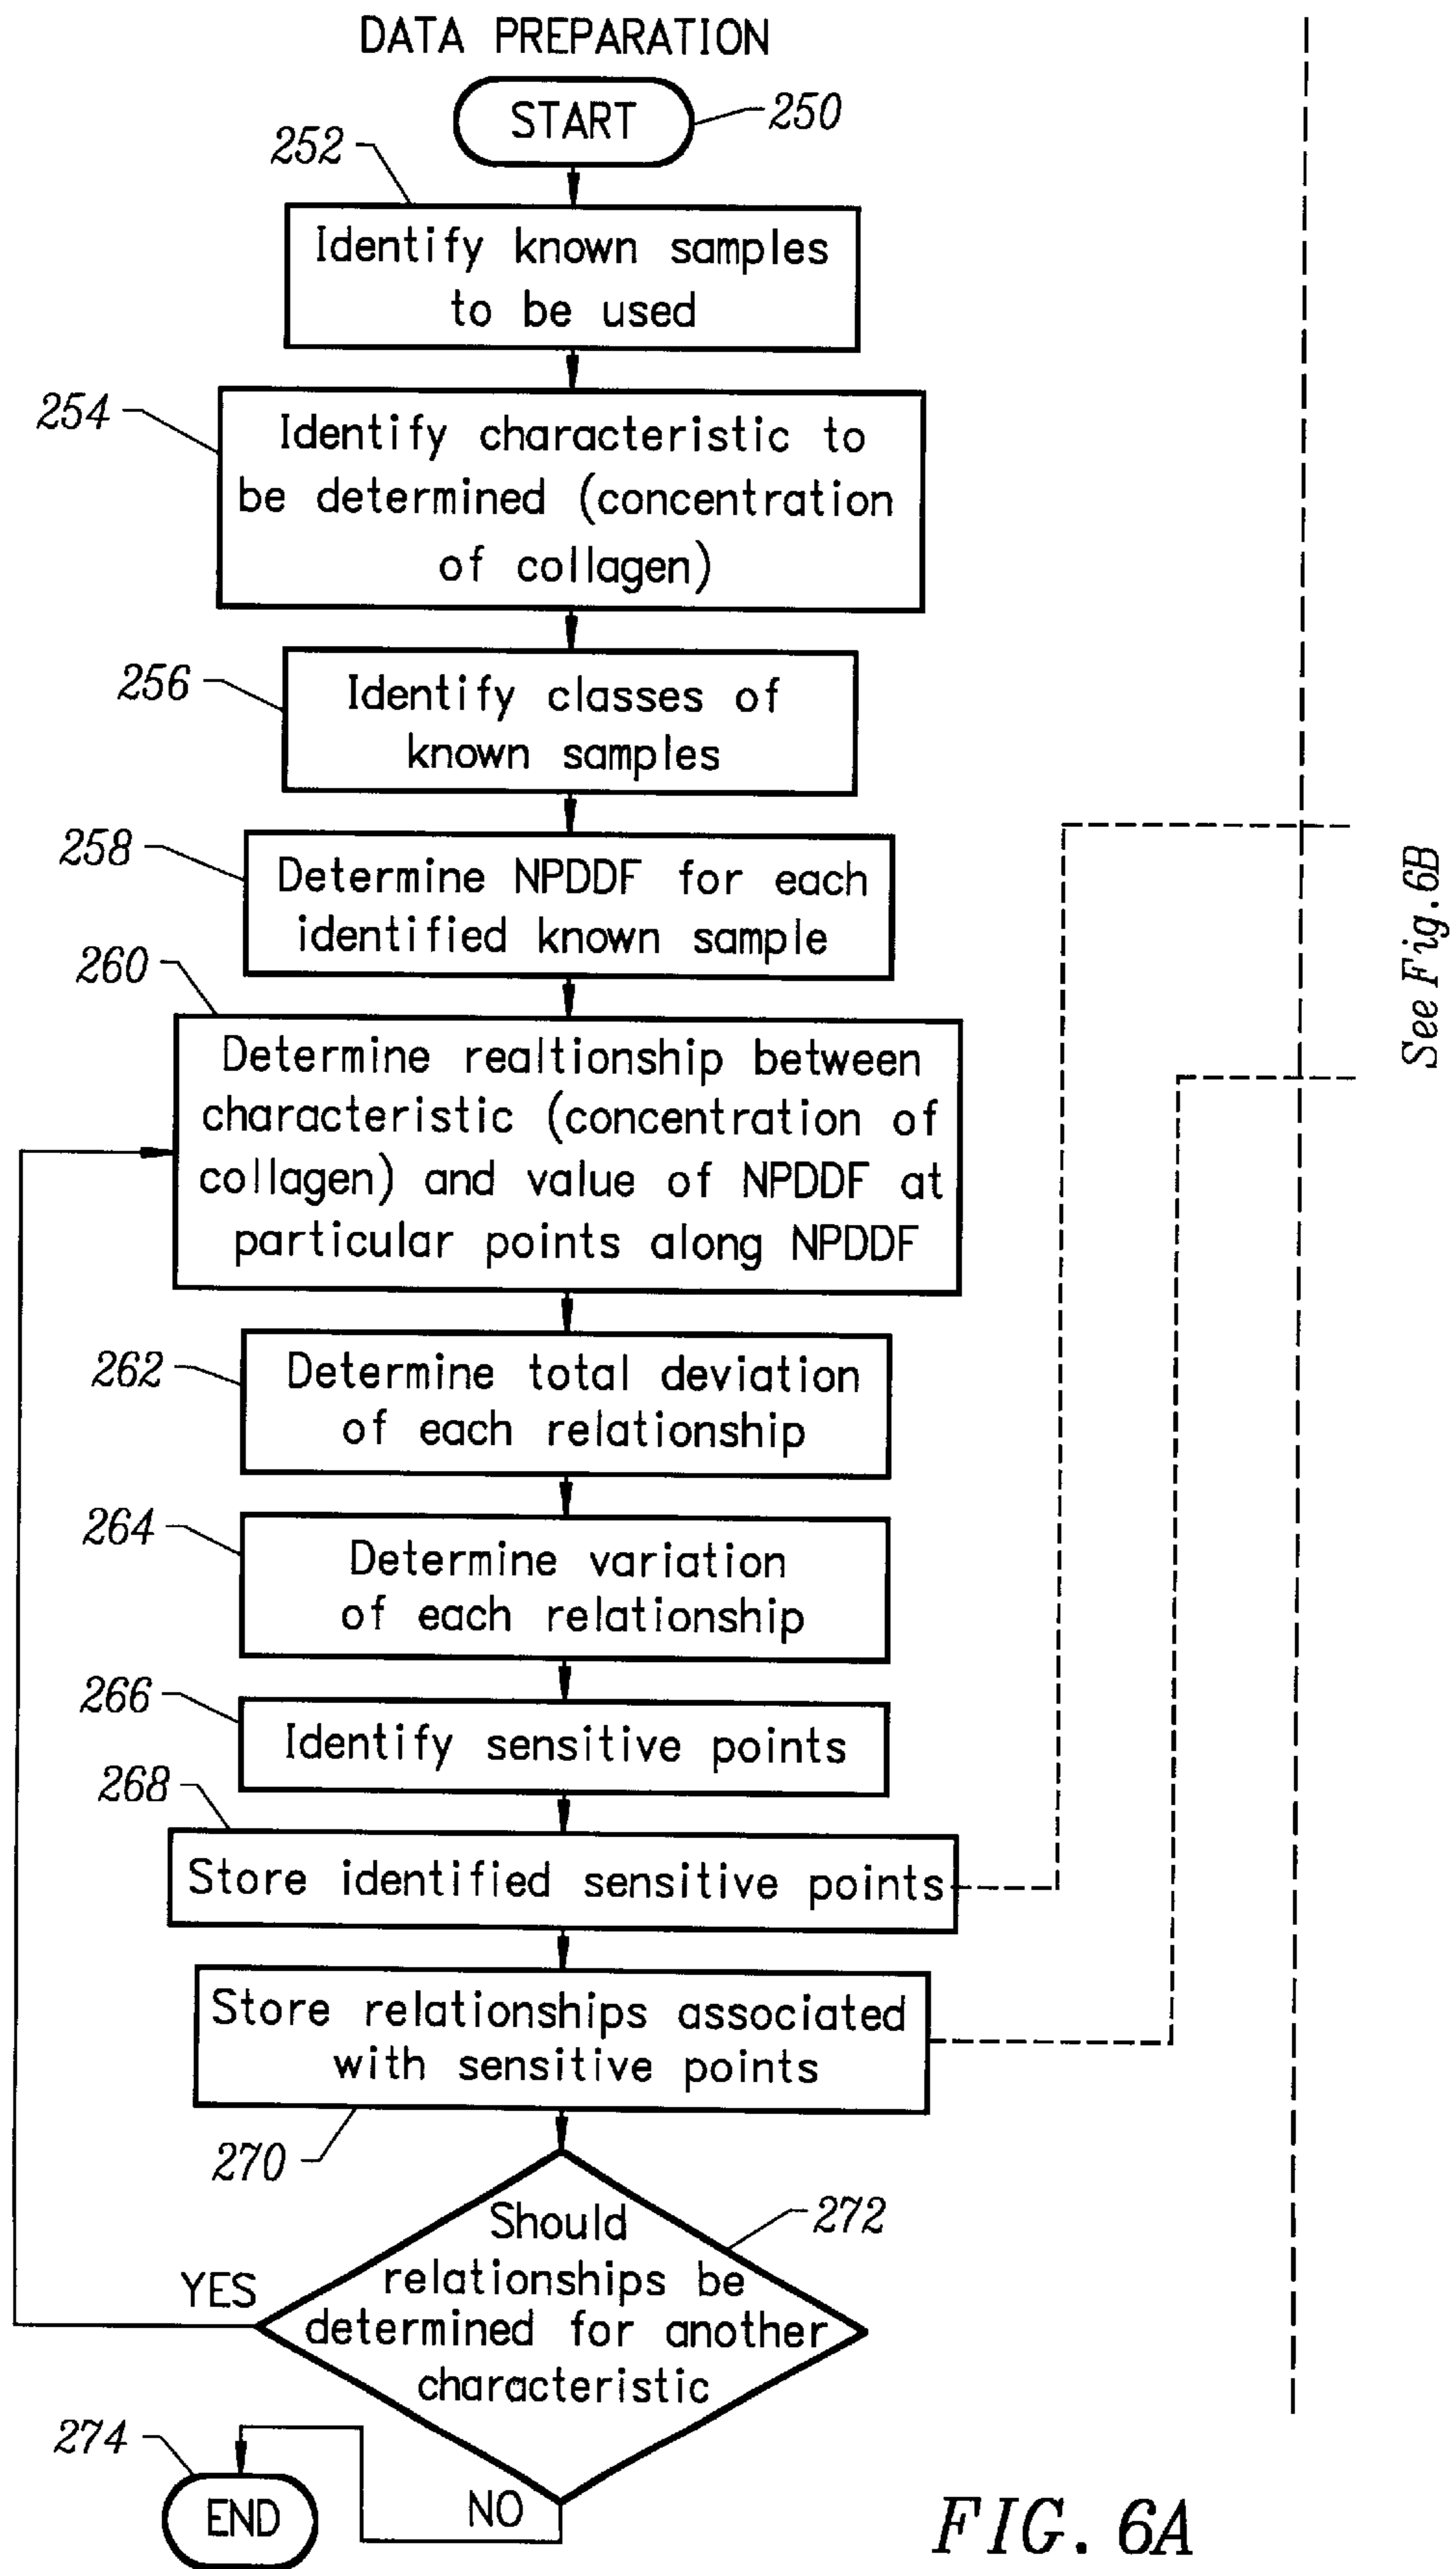 DATA PREPARATION
START
250
252
Identify known samples
to be used
254
Identify characteristic to
be determined (concentration
of collagen)
256
Identify classes of
known samples
258
Determine NPDDF for each
identified known sample
See Fig. 6B
260
Determine realtionship between
characteristic (concentration of
collagen) and value of NPDDF at
particular points along NPDDF
262
Determine total deviation
of each relationship
264
Determine variation
of each relationship
266
Identify sensitive points
268
Store identified sensitive points
Store relationships associated
with sensitive points
270
272
Should
relationships be
determined for another
characteristic
YES
274
END
NO
FIG. 6A